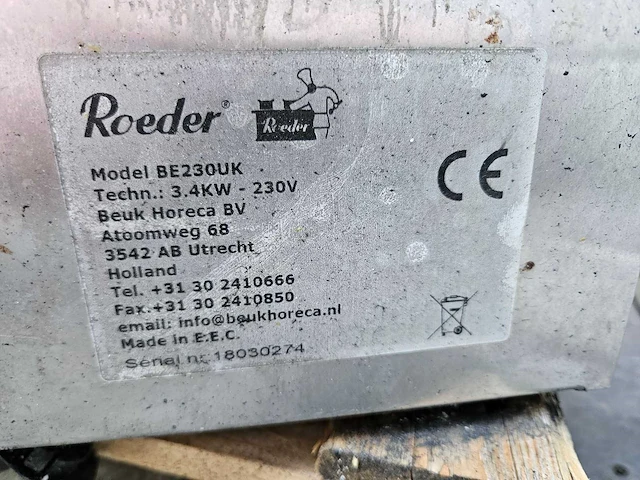 Roeder®
Roeder
Model BE230UK
Techn.: 3.4KW - 230V
Beuk Horeca BV
Atoomweg 68
3542 AB Utrecht
Holland
Tel. +31 30 2410666
Fax.+31 30 2410850
email: info@beukhoreca.nl
Made in E.E.C.
Serial nr. 18030274
CE